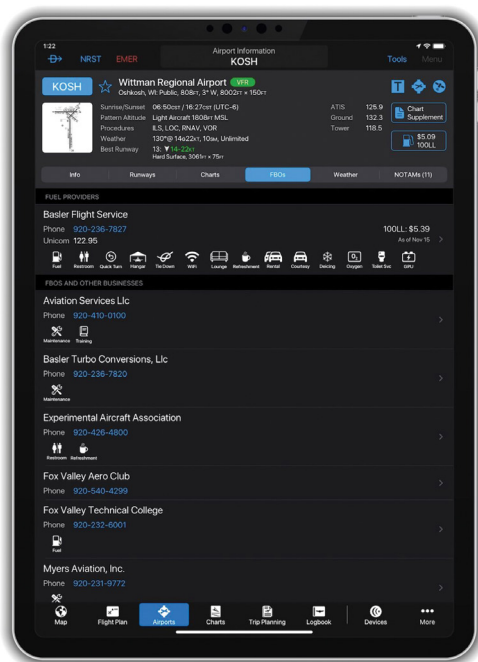 1:22
NRST EMER Airport Information Tools Menu
KOSH
KOSH Wittman Regional Airport VFR
Oshkosh, WI: Public, 808FT, 3° W, 8002FT × 150FT
Sunrise/Sunset 06:50CST / 16:27CST (UTC-6) ATIS 125.9
Pattern Altitude Light Aircraft 1808FT MSL Ground 132.3
Procedures ILS, LOC, RNAV, VOR Tower 118.5
Weather 130°@ 14G22KT, 10SM, Unlimited
Best Runway 13: 14-22KT
Hard Surface, 3061FT × 75FT
Chart
Supplement
$5.09
100LL
Info Runways Charts FBOs Weather NOTAMs (11)
FUEL PROVIDERS
Basler Flight Service
Phone 920-236-7827 100LL: $5.39
Unicom 122.95 As of Nov 15
Fuel Restroom Quick Turn Hangar Tie Down WiFi Lounge Refreshment Rental Courtesy Deicing Oxygen Toilet Svc GPU
FBOS AND OTHER BUSINESSES
Aviation Services Llc
Phone 920-410-0100
Maintenance Training
Basler Turbo Conversions, Llc
Phone 920-236-7820
Maintenance
Experimental Aircraft Association
Phone 920-426-4800
Restroom Refreshment
Fox Valley Aero Club
Phone 920-540-4299
Fox Valley Technical College
Phone 920-232-6001
Fuel
Myers Aviation, Inc.
Phone 920-231-9772
Map Flight Plan Airports Charts Trip Planning Logbook Devices More